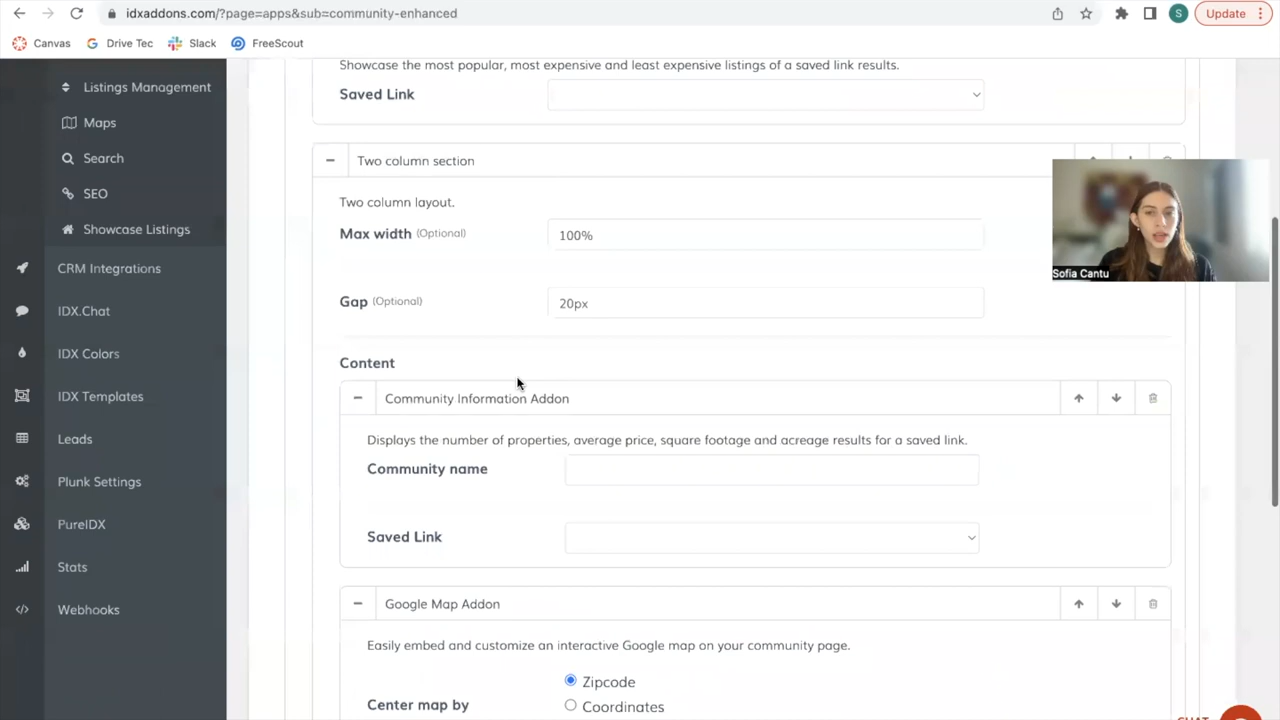 idxaddons.com/?page=apps&sub=community-enhanced
S
Update
Canvas
Drive Tec
Slack
FreeScout
Listings Management
Maps
Search
SEO
Showcase Listings
CRM Integrations
IDX.Chat
IDX Colors
IDX Templates
Leads
Plunk Settings
PureIDX
Stats
Webhooks
Showcase the most popular, most expensive and least expensive listings of a saved link results.
Saved Link
Two column section
Two column layout.
Max width (Optional)
100%
Gap (Optional)
20px
Content
Community Information Addon
Displays the number of properties, average price, square footage and acreage results for a saved link.
Community name
Saved Link
Google Map Addon
Easily embed and customize an interactive Google map on your community page.
Center map by
Zipcode
Coordinates
Sofia Cantu
CHAT